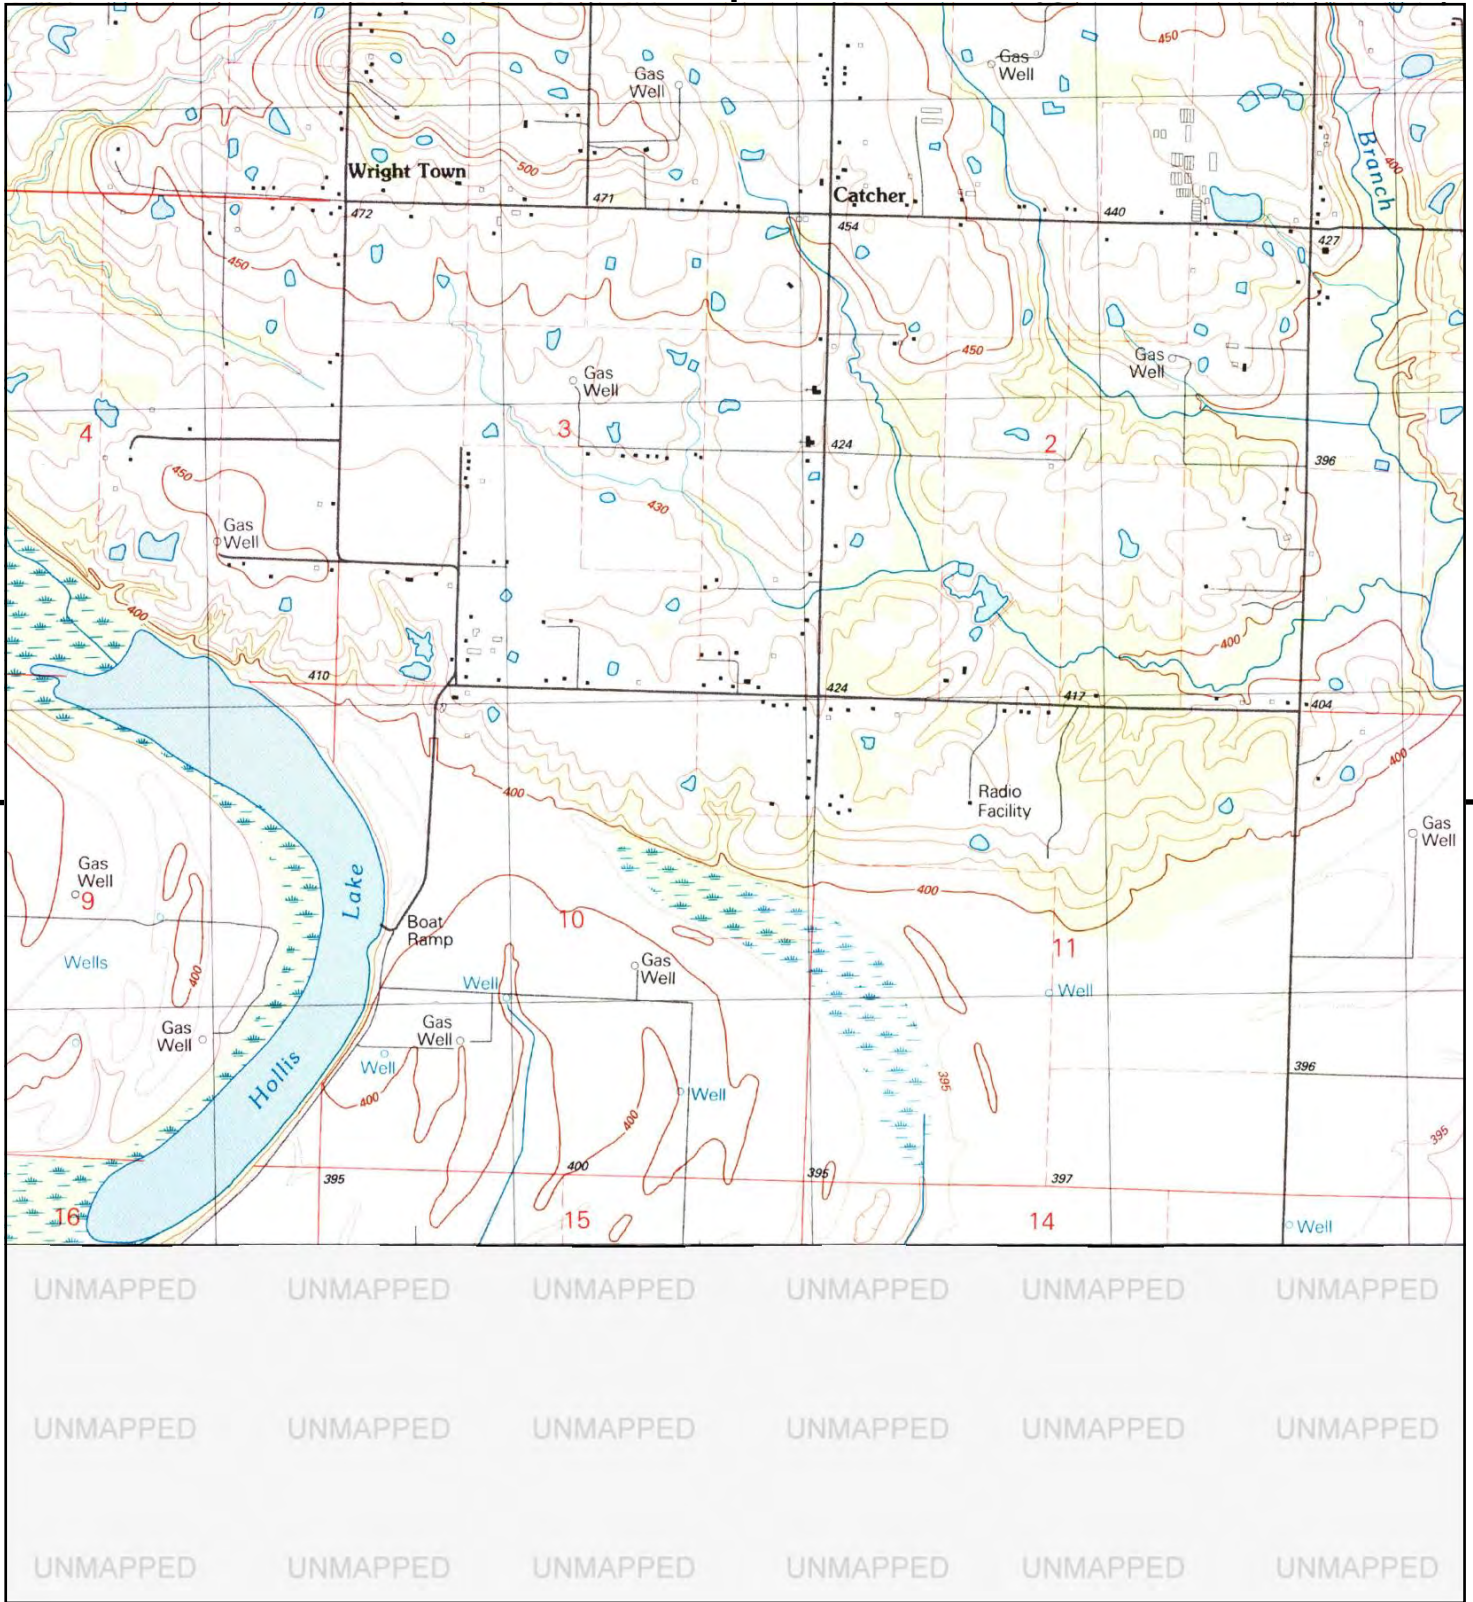 450
Gas
Well
Gas
Well
Branch
400
500
Wright Town
Catcher
472
471
454
440
427
450
450
Gas
Well
Gas
Well
4
3
424
2
396
450
430
Gas
Well
400
400
410
424
417
404
400
400
Radio
Facility
Gas
Well
Gas
Well
9
Lake
400
Boat
Ramp
10
11
Wells
400
Gas
Well
Well
Well
Gas
Well
Gas
Well
Well
Hollis
400
400
Well
395
396
395
395
400
395
397
16
15
14
Well
UNMAPPED UNMAPPED UNMAPPED UNMAPPED UNMAPPED UNMAPPED
UNMAPPED UNMAPPED UNMAPPED UNMAPPED UNMAPPED UNMAPPED
UNMAPPED UNMAPPED UNMAPPED UNMAPPED UNMAPPED UNMAPPED